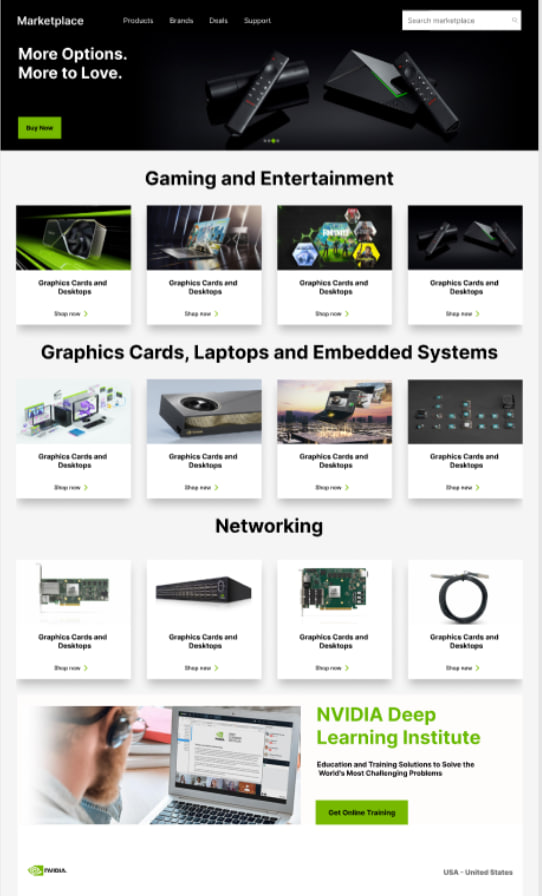 Marketplace
Products
Brands
Deals
Support
Search marketplace
More Options.
More to Love.
Buy Now
Gaming and Entertainment
FORTNITE
Graphics Cards and
Desktops
Shop now
Graphics Cards and
Desktops
Shop now
Graphics Cards and
Desktops
Shop now
Graphics Cards and
Desktops
Shop now
Graphics Cards, Laptops and Embedded Systems
Graphics Cards and
Desktops
Shop now
Graphics Cards and
Desktops
Shop now
Graphics Cards and
Desktops
Shop now
Graphics Cards and
Desktops
Shop now
Networking
Graphics Cards and
Desktops
Shop now
Graphics Cards and
Desktops
Shop now
Graphics Cards and
Desktops
Shop now
Graphics Cards and
Desktops
Shop now
NVIDIA Deep
Learning Institute
Education and Training Solutions to Solve the
World's Most Challenging Problems
Get Online Training
NVIDIA.
USA - United States